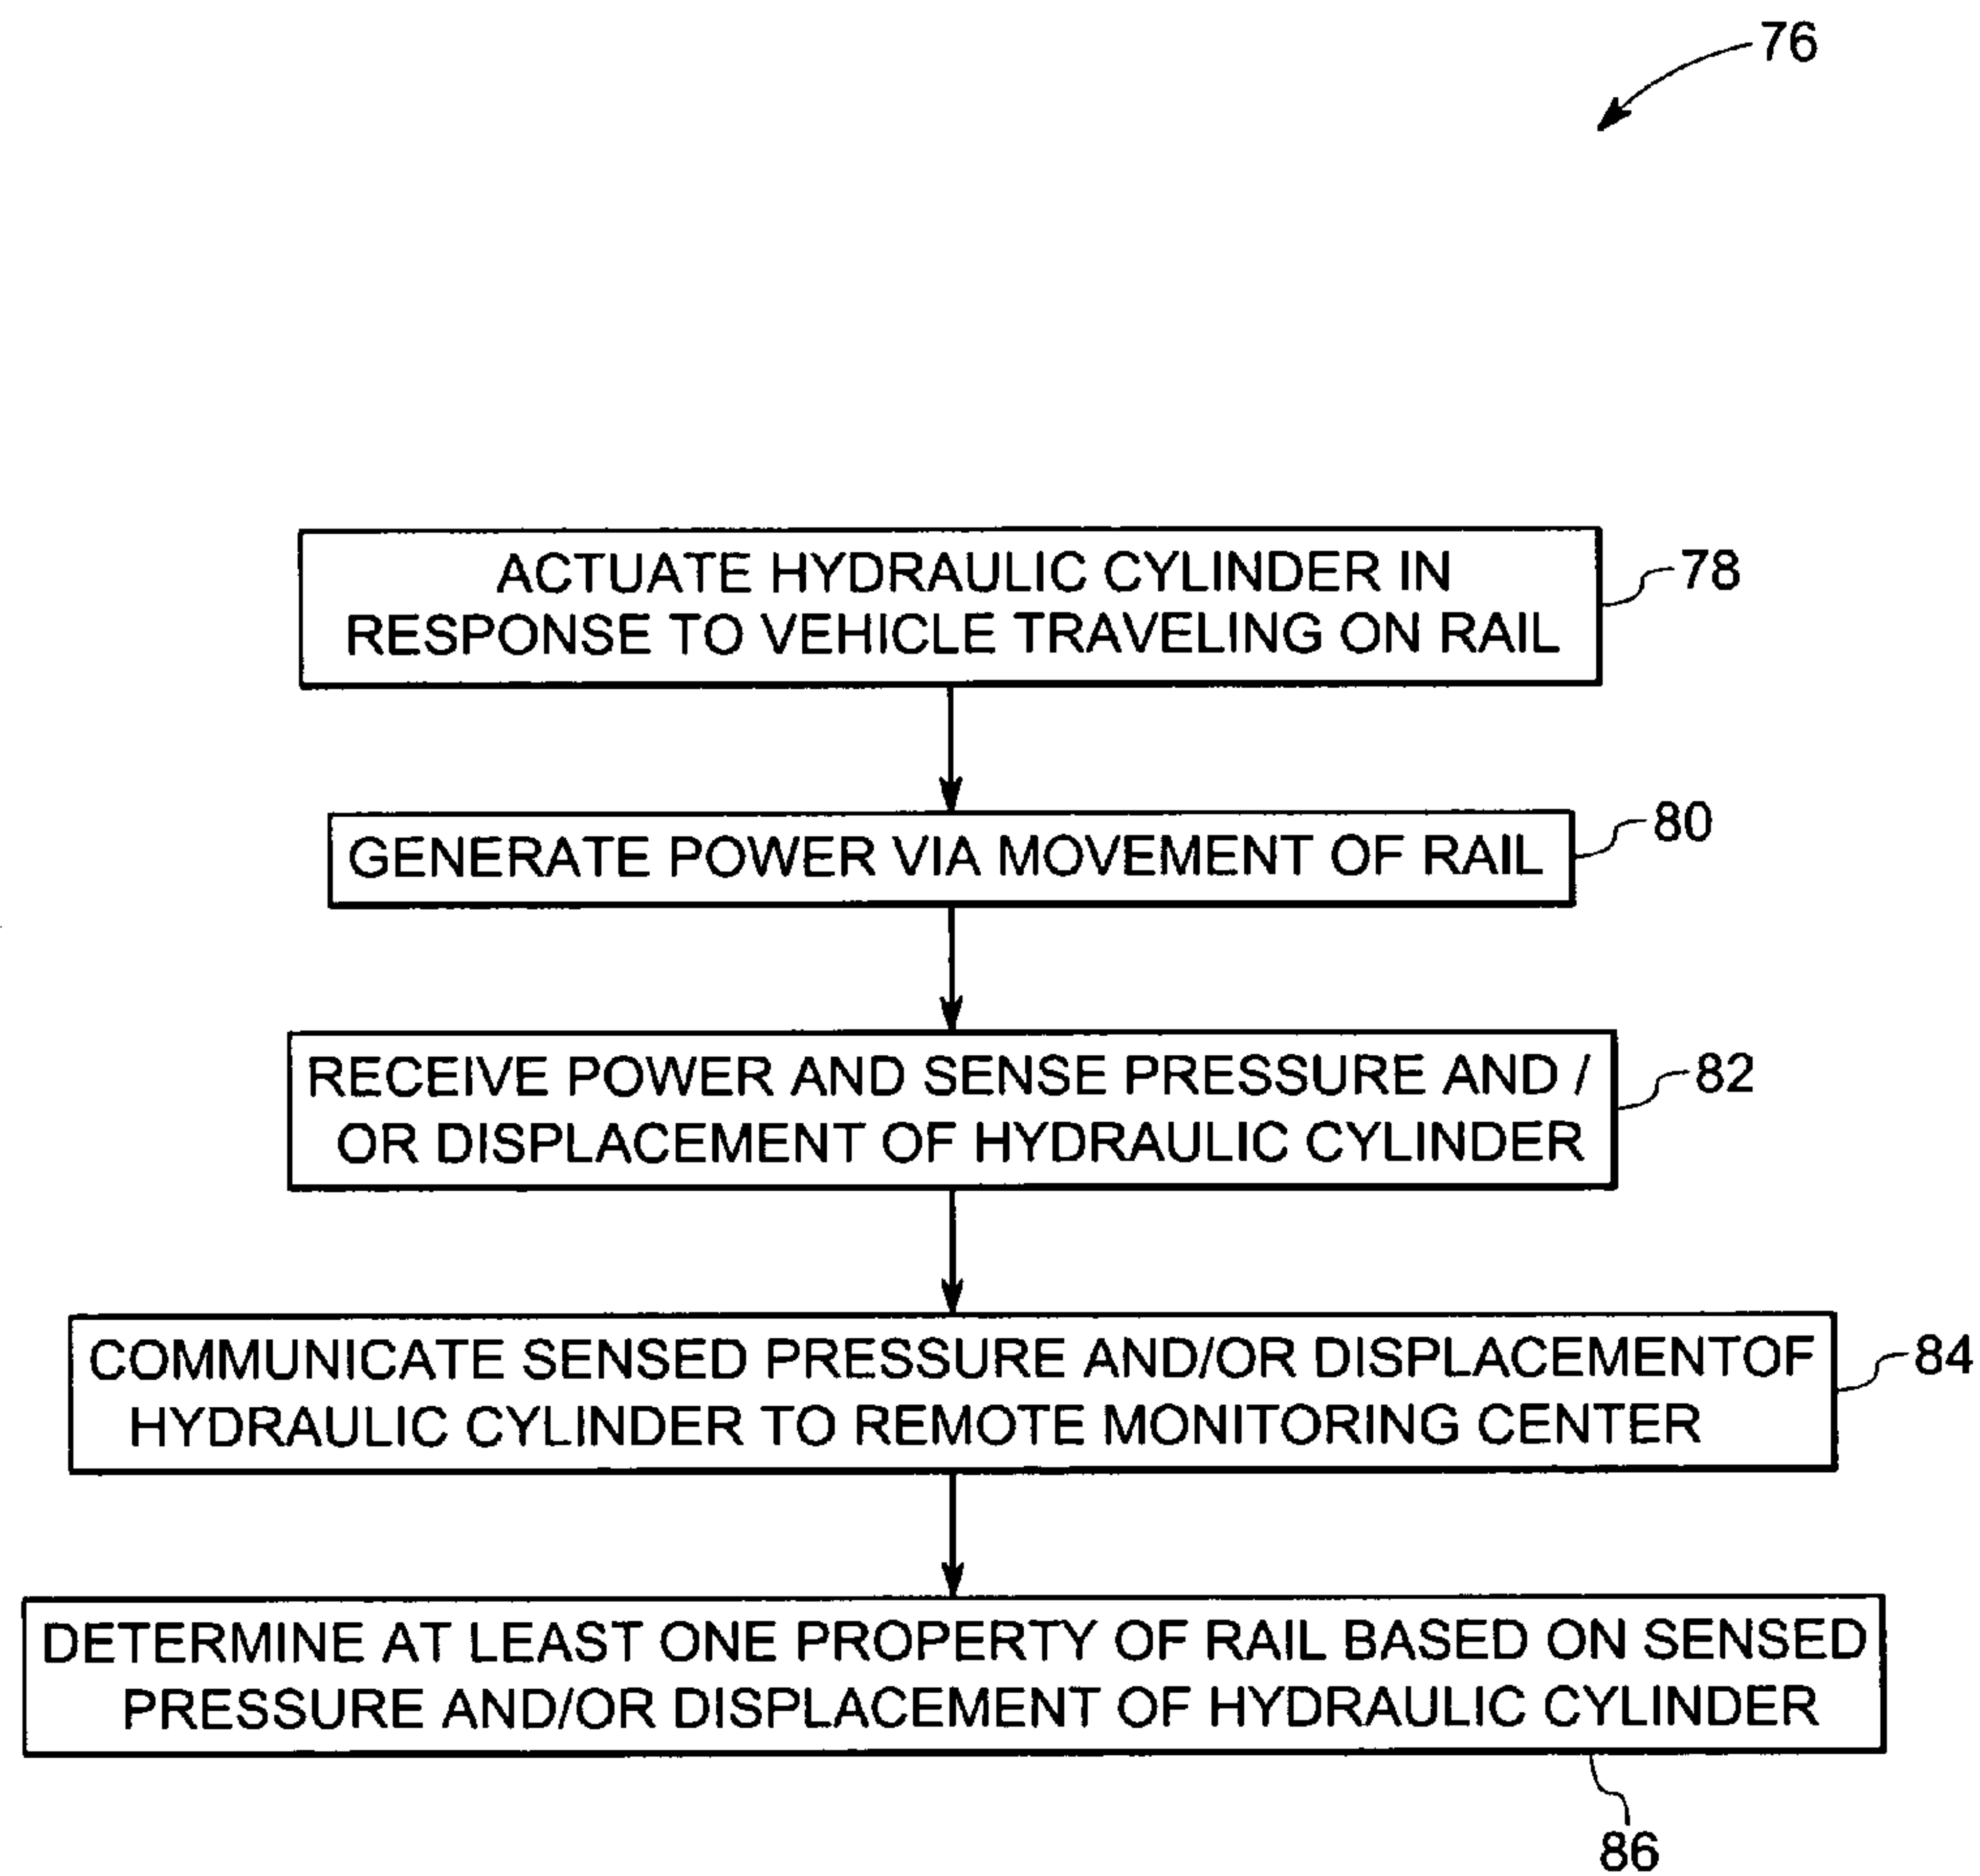 76
ACTUATE HYDRAULIC CYLINDER IN
RESPONSE TO VEHICLE TRAVELING ON RAIL
78
GENERATE POWER VIA MOVEMENT OF RAIL
80
RECEIVE POWER AND SENSE PRESSURE AND /
OR DISPLACEMENT OF HYDRAULIC CYLINDER
82
COMMUNICATE SENSED PRESSURE AND/OR DISPLACEMENTOF
HYDRAULIC CYLINDER TO REMOTE MONITORING CENTER
84
DETERMINE AT LEAST ONE PROPERTY OF RAIL BASED ON SENSED
PRESSURE AND/OR DISPLACEMENT OF HYDRAULIC CYLINDER
86